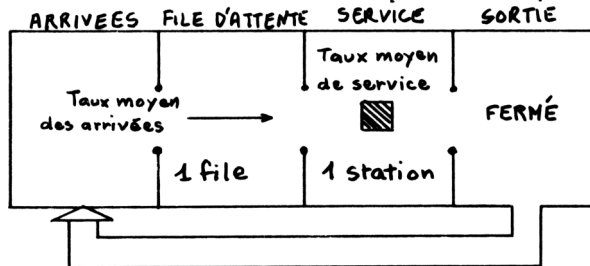 ARRIVEES FILE D'ATTENTE SERVICE SORTIE
Taux moyen
de service
Taux moyen
des arrivées
FERMÉ
1 file
1 station